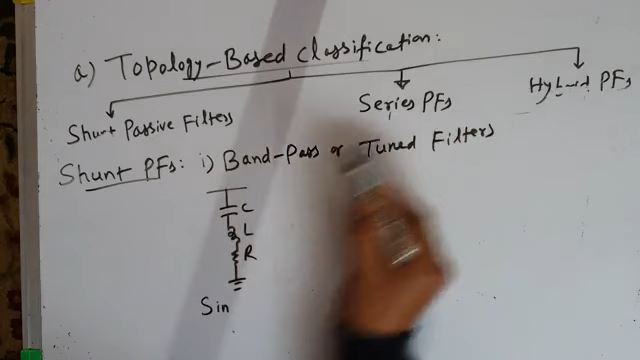 a) Topology-Based Classification:
Shunt Passive Filters
Series PFs
Hybrid PFs
Shunt PFs: i) Band-Pass or Tuned Filters
C
L
R
Sin